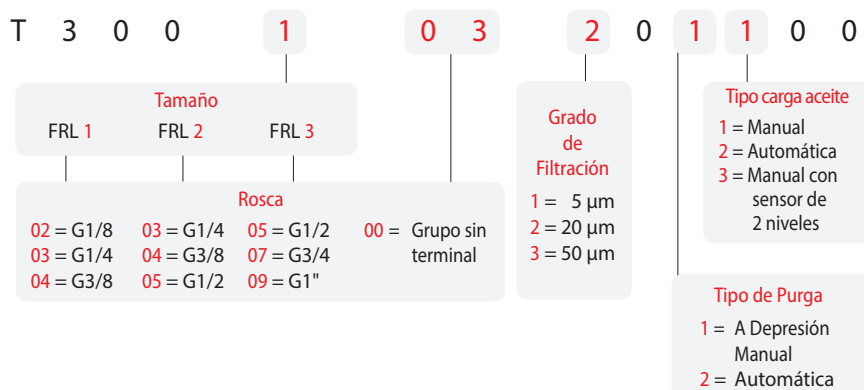 T 3 0 0 1 0 3 2 0 1 1 0 0
Tamaño
FRL 1 FRL 2 FRL 3
Rosca
02 = G1/8 03 = G1/4 05 = G1/2 00 = Grupo sin
03 = G1/4 04 = G3/8 07 = G3/4 terminal
04 = G3/8 05 = G1/2 09 = G1"
Grado
de
Filtración
1 = 5 µm
2 = 20 µm
3 = 50 µm
Tipo carga aceite
1 = Manual
2 = Automática
3 = Manual con
sensor de
2 niveles
Tipo de Purga
1 = A Depresión
Manual
2 = Automática